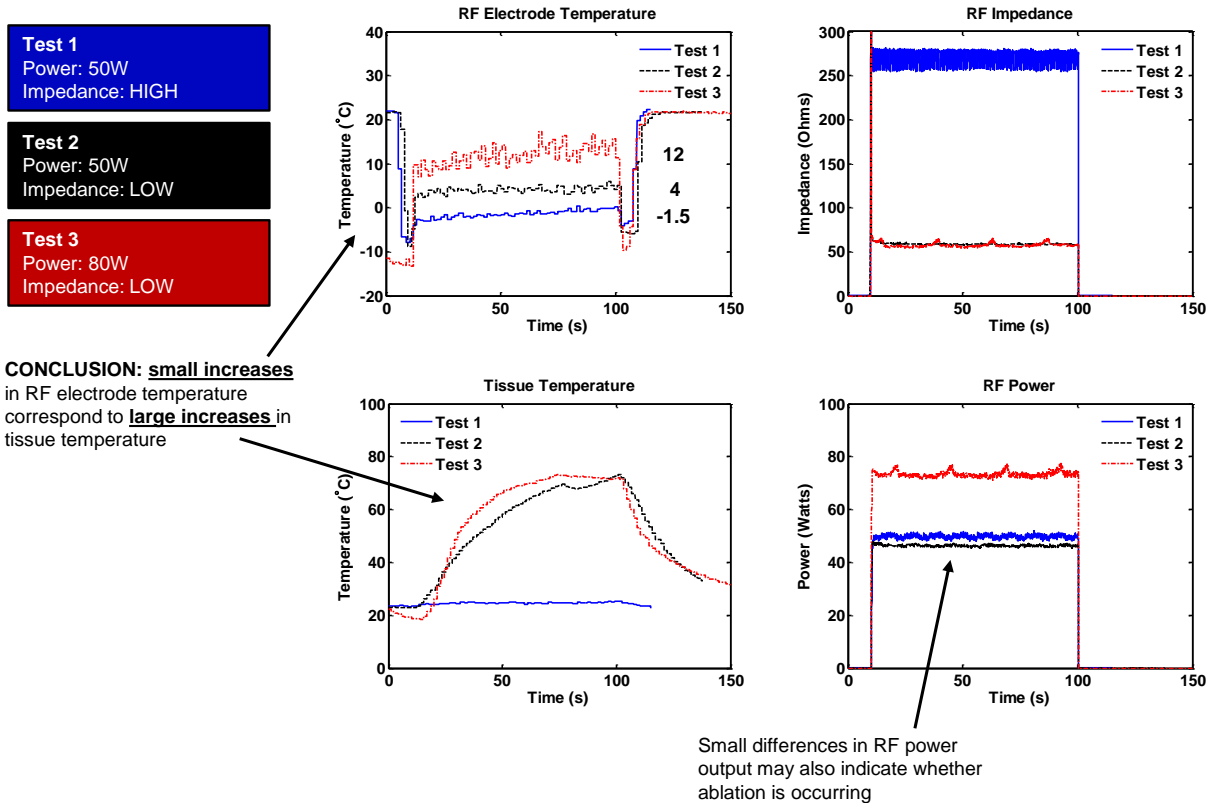 Test 1
Power: 50W
Impedance: HIGH
Test 2
Power: 50W
Impedance: LOW
Test 3
Power: 80W
Impedance: LOW
CONCLUSION: small increases
in RF electrode temperature
correspond to large increases in
tissue temperature
RF Electrode Temperature
Temperature (°C)
40
30
20
10
0
-10
-20
Test 1
Test 2
Test 3
12
4
-1.5
0
50
100
150
Time (s)
RF Impedance
Impedance (Ohms)
300
250
200
150
100
50
0
Test 1
Test 2
Test 3
0
50
100
150
Time (s)
Tissue Temperature
Temperature (°C)
100
80
60
40
20
0
Test 1
Test 2
Test 3
0
50
100
150
Time (s)
RF Power
Power (Watts)
100
80
60
40
20
0
Test 1
Test 2
Test 3
0
50
100
150
Time (s)
Small differences in RF power
output may also indicate whether
ablation is occurring